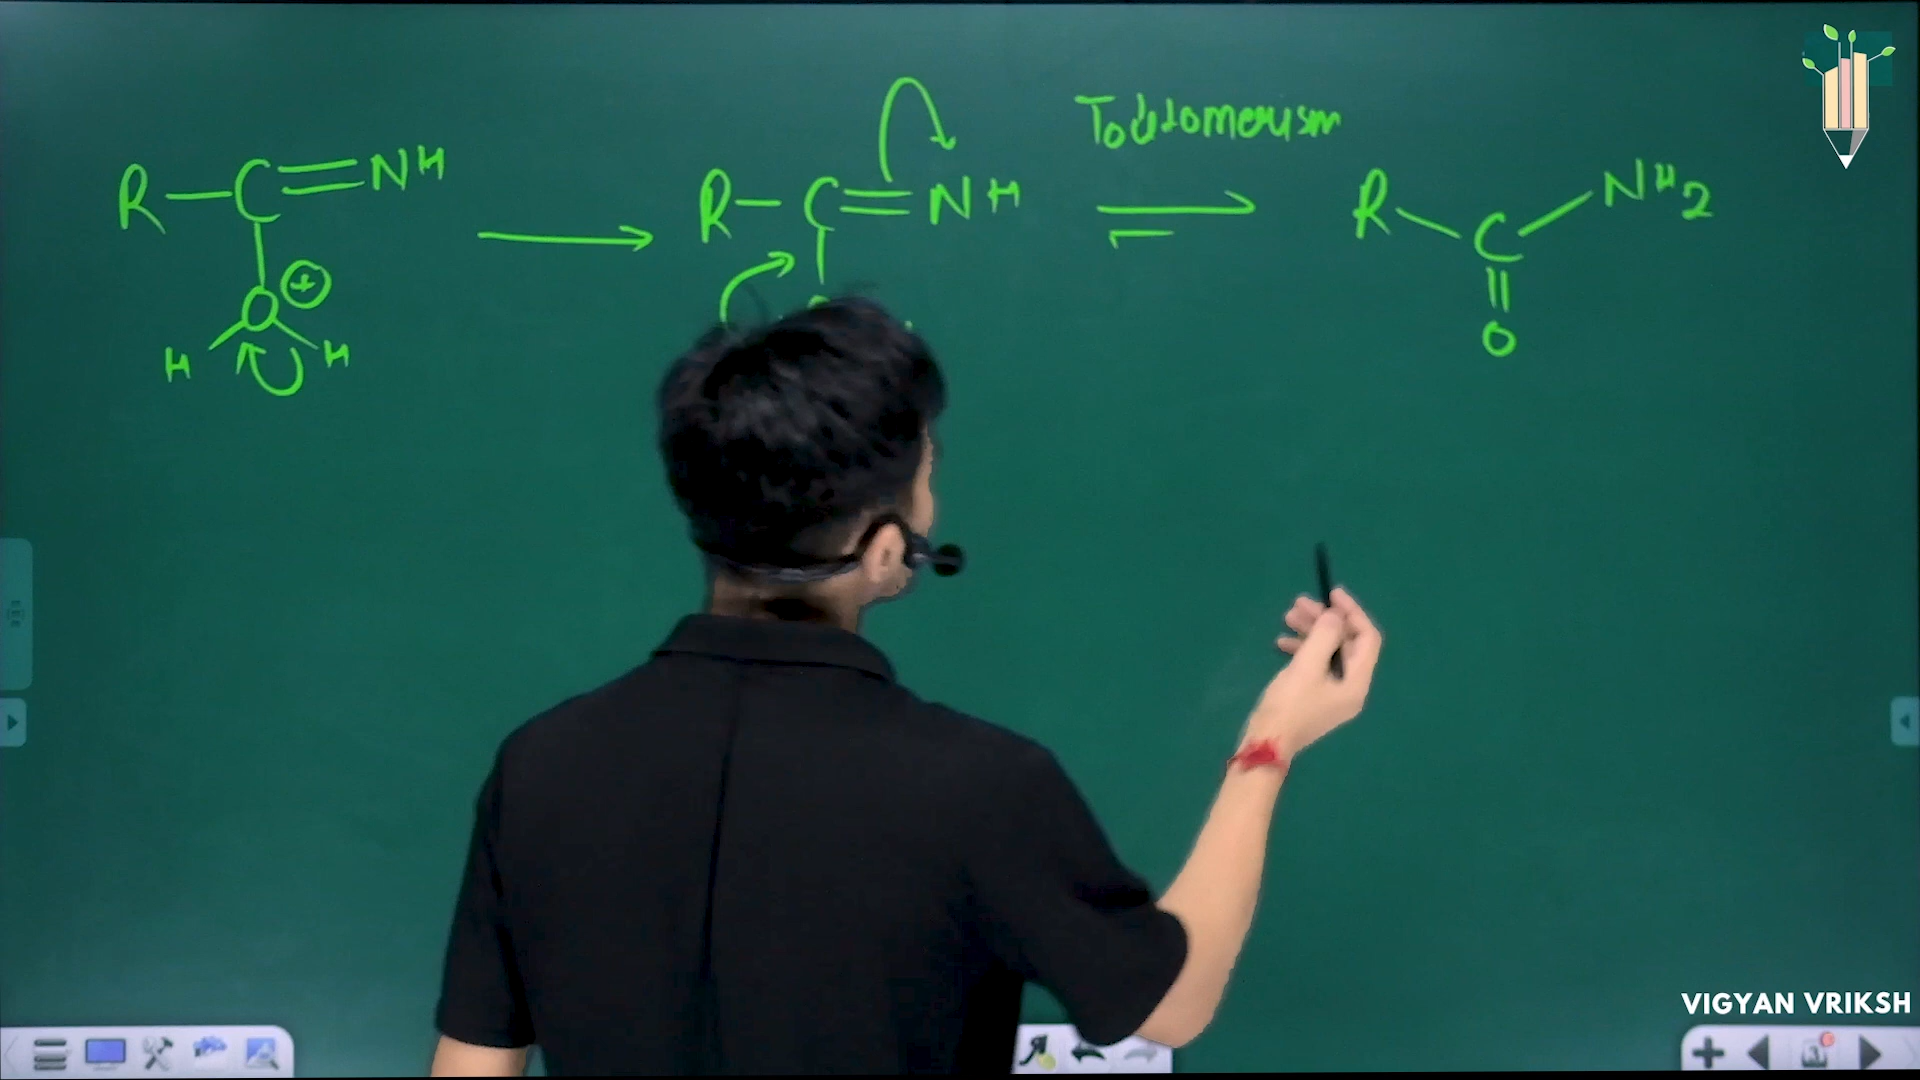 R–C=NH
O⊕
H H
R–C=NH
Tautomerism
R C NH2
O
VIGYAN VRIKSH